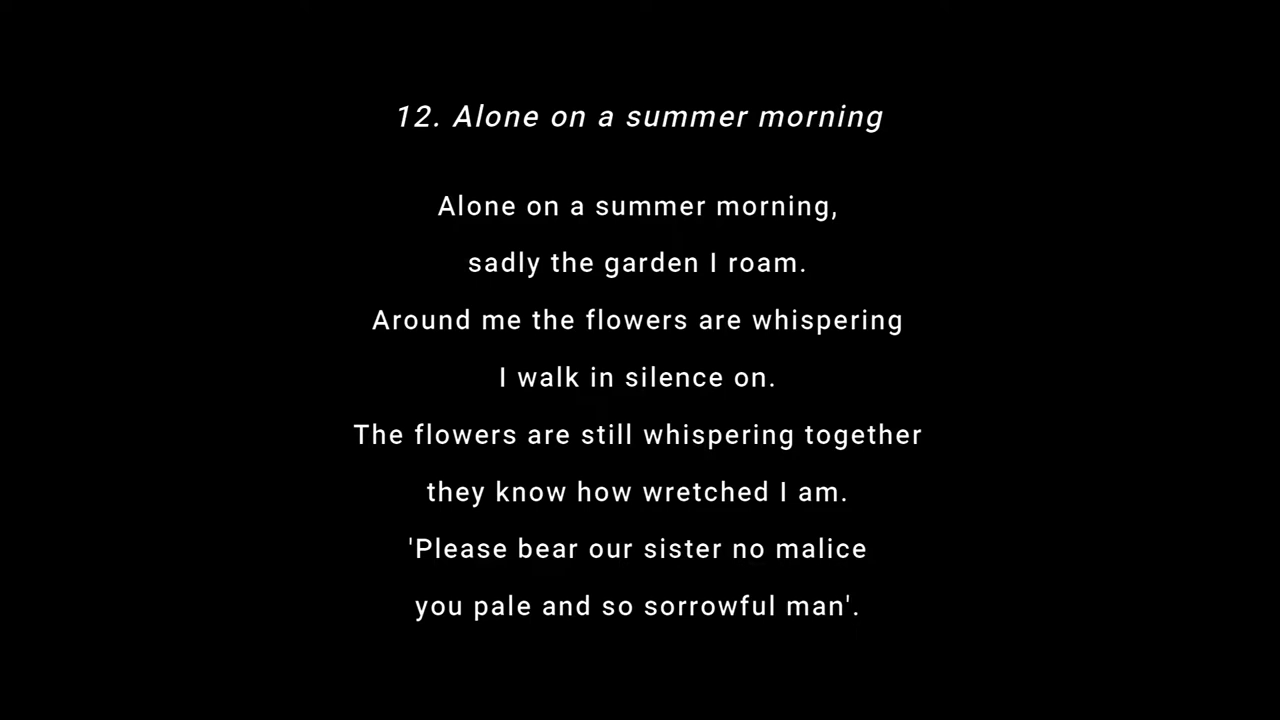 12. Alone on a summer morning
Alone on a summer morning,
sadly the garden I roam.
Around me the flowers are whispering
I walk in silence on.
The flowers are still whispering together
they know how wretched I am.
'Please bear our sister no malice
you pale and so sorrowful man'.